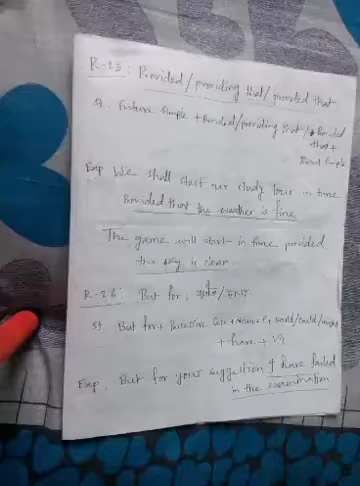 R-25: Provided/providing that/provided that
St. Future Simple + Provided/providing that/Provided
that +
Present Simple
Exp We shall start our study tour in time
Provided that the weather is fine
The game will start in time provided
the sky is clear
R-26: But for,
St But for + Possessive Case + Noun + , + would/could/might
+ have + V3
Exp. But for your suggestion I have failed
in the examination